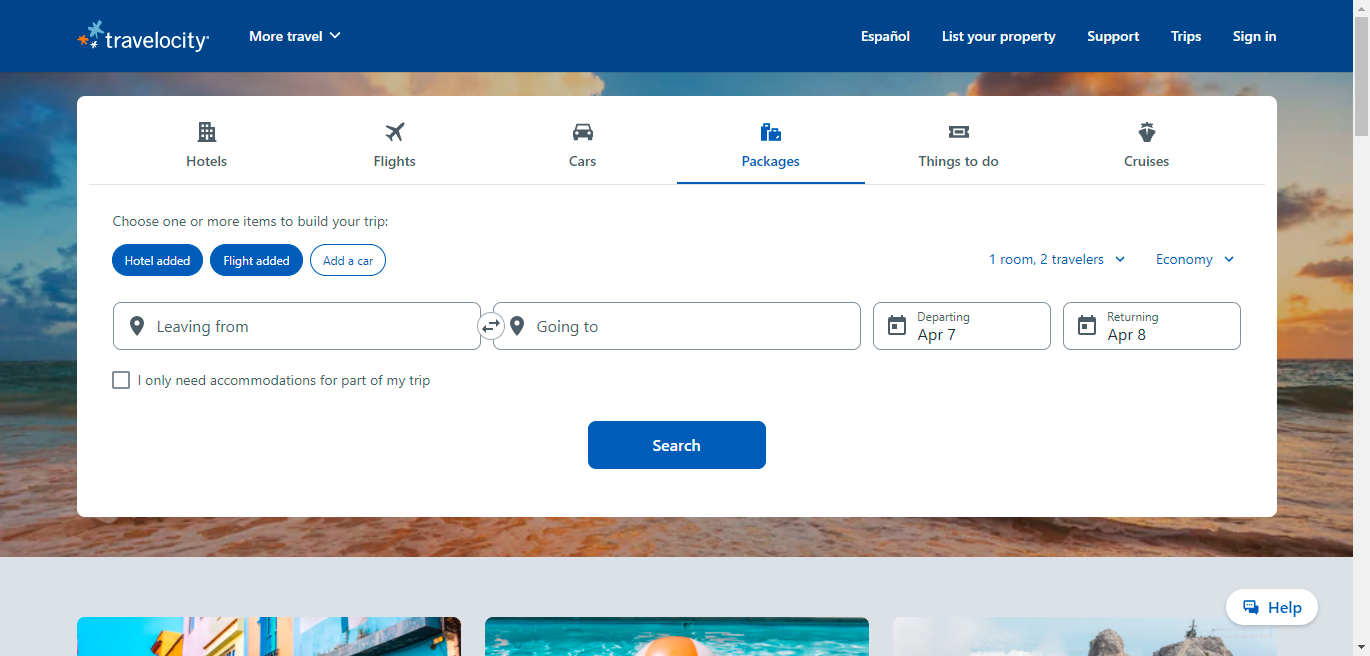 travelocity
More travel
Español
List your property
Support
Trips
Sign in
Hotels
Flights
Cars
Packages
Things to do
Cruises
Choose one or more items to build your trip:
Hotel added
Flight added
Add a car
1 room, 2 travelers
Economy
Leaving from
Going to
Departing
Apr 7
Returning
Apr 8
I only need accommodations for part of my trip
Search
Help